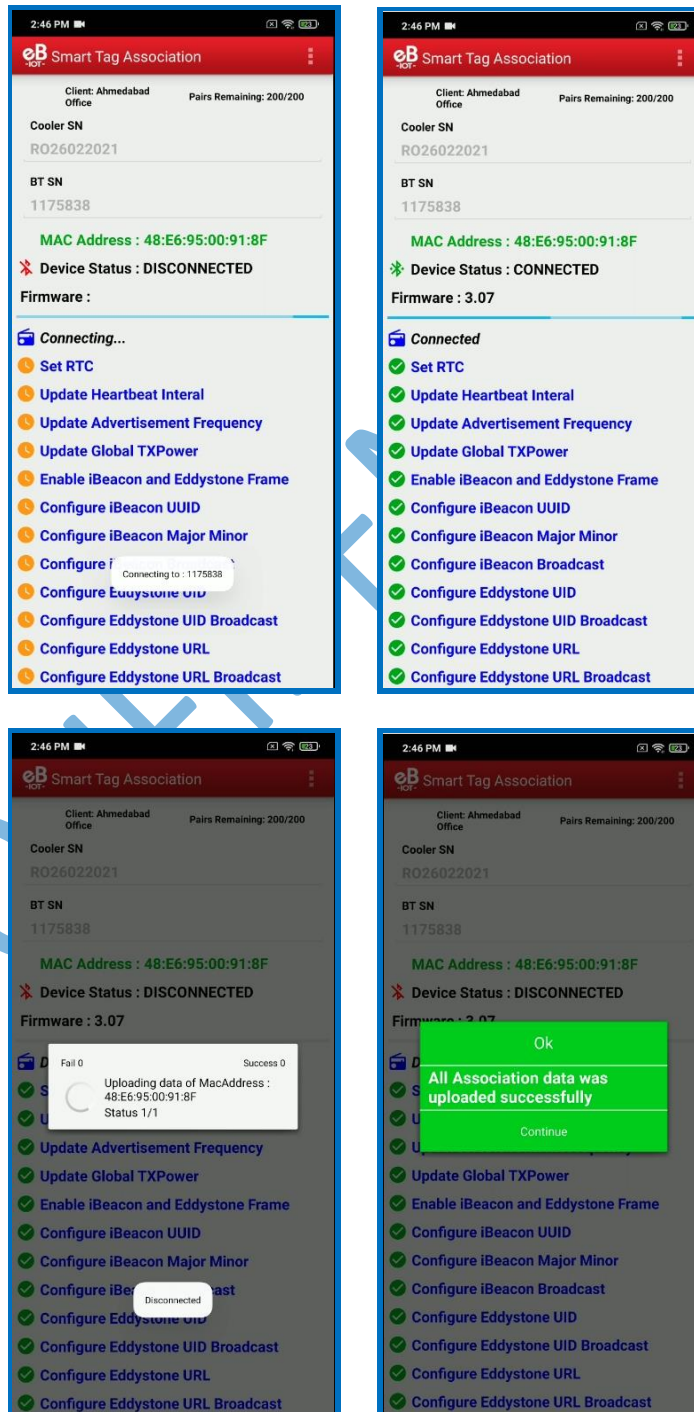 2:46 PM
23
eB
-IOT-
Smart Tag Association
Client: Ahmedabad
Office
Pairs Remaining: 200/200
Cooler SN
RO26022021
BT SN
1175838
MAC Address : 48:E6:95:00:91:8F
Device Status : DISCONNECTED
Firmware :
Connecting...
Set RTC
Update Heartbeat Interal
Update Advertisement Frequency
Update Global TXPower
Enable iBeacon and Eddystone Frame
Configure iBeacon UUID
Configure iBeacon Major Minor
Configure
Connecting to : 1175838
Configure Eddystone UID
Configure Eddystone UID Broadcast
Configure Eddystone URL
Configure Eddystone URL Broadcast
2:46 PM
23
eB
-IOT-
Smart Tag Association
Client: Ahmedabad
Office
Pairs Remaining: 200/200
Cooler SN
RO26022021
BT SN
1175838
MAC Address : 48:E6:95:00:91:8F
Device Status : CONNECTED
Firmware : 3.07
Connected
Set RTC
Update Heartbeat Interal
Update Advertisement Frequency
Update Global TXPower
Enable iBeacon and Eddystone Frame
Configure iBeacon UUID
Configure iBeacon Major Minor
Configure iBeacon Broadcast
Configure Eddystone UID
Configure Eddystone UID Broadcast
Configure Eddystone URL
Configure Eddystone URL Broadcast
2:46 PM
23
eB
-IOT-
Smart Tag Association
Client: Ahmedabad
Office
Pairs Remaining: 200/200
Cooler SN
RO26022021
BT SN
1175838
MAC Address : 48:E6:95:00:91:8F
Device Status : DISCONNECTED
Firmware : 3.07
Fail 0
Success 0
Uploading data of MacAddress :
48:E6:95:00:91:8F
Status 1/1
Update Advertisement Frequency
Update Global TXPower
Enable iBeacon and Eddystone Frame
Configure iBeacon UUID
Configure iBeacon Major Minor
Configure
Disconnected
Configure Eddystone UID
Configure Eddystone UID Broadcast
Configure Eddystone URL
Configure Eddystone URL Broadcast
2:46 PM
23
eB
-IOT-
Smart Tag Association
Client: Ahmedabad
Office
Pairs Remaining: 200/200
Cooler SN
RO26022021
BT SN
1175838
MAC Address : 48:E6:95:00:91:8F
Device Status : DISCONNECTED
Firmware : 3.07
Ok
All Association data was
uploaded successfully
Continue
Update Global TXPower
Enable iBeacon and Eddystone Frame
Configure iBeacon UUID
Configure iBeacon Major Minor
Configure iBeacon Broadcast
Configure Eddystone UID
Configure Eddystone UID Broadcast
Configure Eddystone URL
Configure Eddystone URL Broadcast